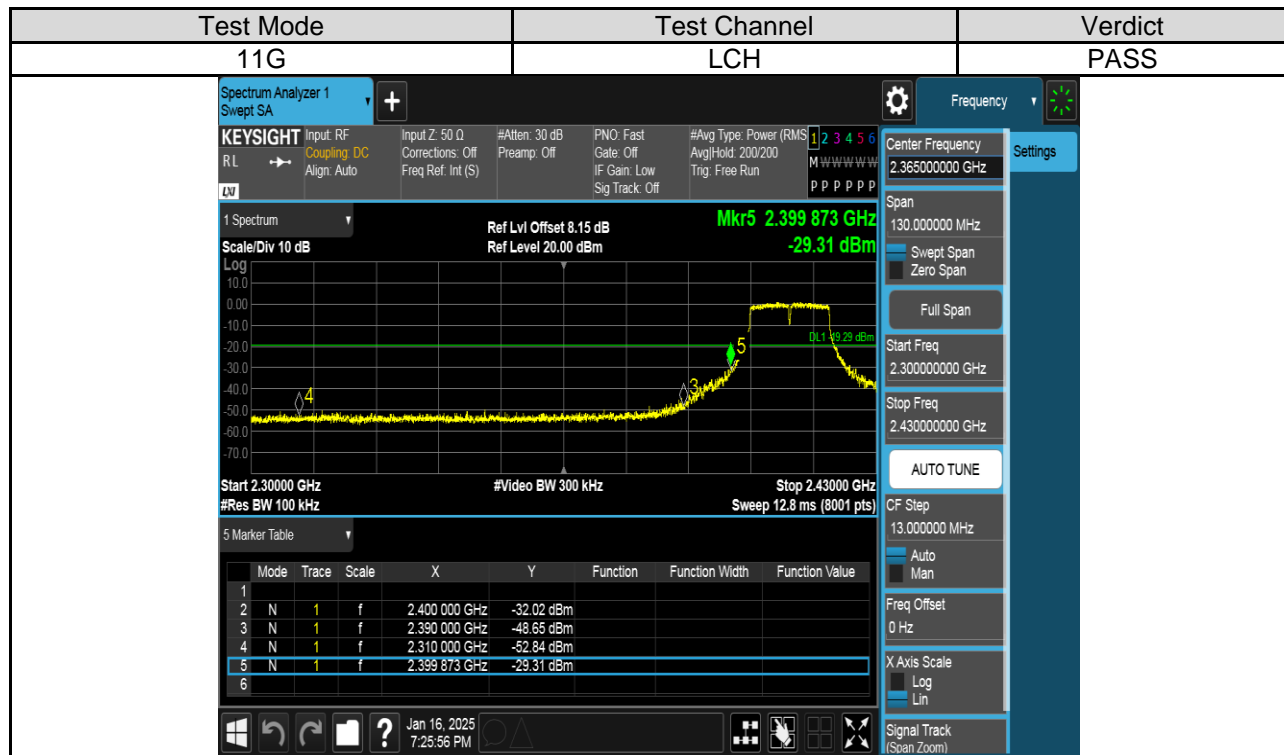 Test Mode Test Channel Verdict
11G LCH PASS
Spectrum Analyzer 1
Swept SA
+
Frequency
KEYSIGHT Input: RF Input Z: 50 Ω #Atten: 30 dB PNO: Fast #Avg Type: Power (RMS 1 2 3 4 5 6
RL Coupling: DC Corrections: Off Preamp: Off Gate: Off Avg|Hold: 200/200 M W W W W W
Align: Auto Freq Ref: Int (S) IF Gain: Low Trig: Free Run
LXI Sig Track: Off P P P P P P
1 Spectrum Ref Lvl Offset 8.15 dB Mkr5 2.399 873 GHz
Scale/Div 10 dB Ref Level 20.00 dBm -29.31 dBm
Log
10.0
0.00
-10.0
DL1 -19.29 dBm
-20.0
5
-30.0
-40.0
4 3
-50.0
-60.0
-70.0
Start 2.30000 GHz #Video BW 300 kHz Stop 2.43000 GHz
#Res BW 100 kHz Sweep 12.8 ms (8001 pts)
5 Marker Table
Mode Trace Scale X Y Function Function Width Function Value
1
2 N 1 f 2.400 000 GHz -32.02 dBm
3 N 1 f 2.390 000 GHz -48.65 dBm
4 N 1 f 2.310 000 GHz -52.84 dBm
5 N 1 f 2.399 873 GHz -29.31 dBm
6
?
Jan 16, 2025
7:25:56 PM
Center Frequency
2.365000000 GHz
Settings
Span
130.000000 MHz
Swept Span
Zero Span
Full Span
Start Freq
2.300000000 GHz
Stop Freq
2.430000000 GHz
AUTO TUNE
CF Step
13.000000 MHz
Auto
Man
Freq Offset
0 Hz
X Axis Scale
Log
Lin
Signal Track
(Span Zoom)